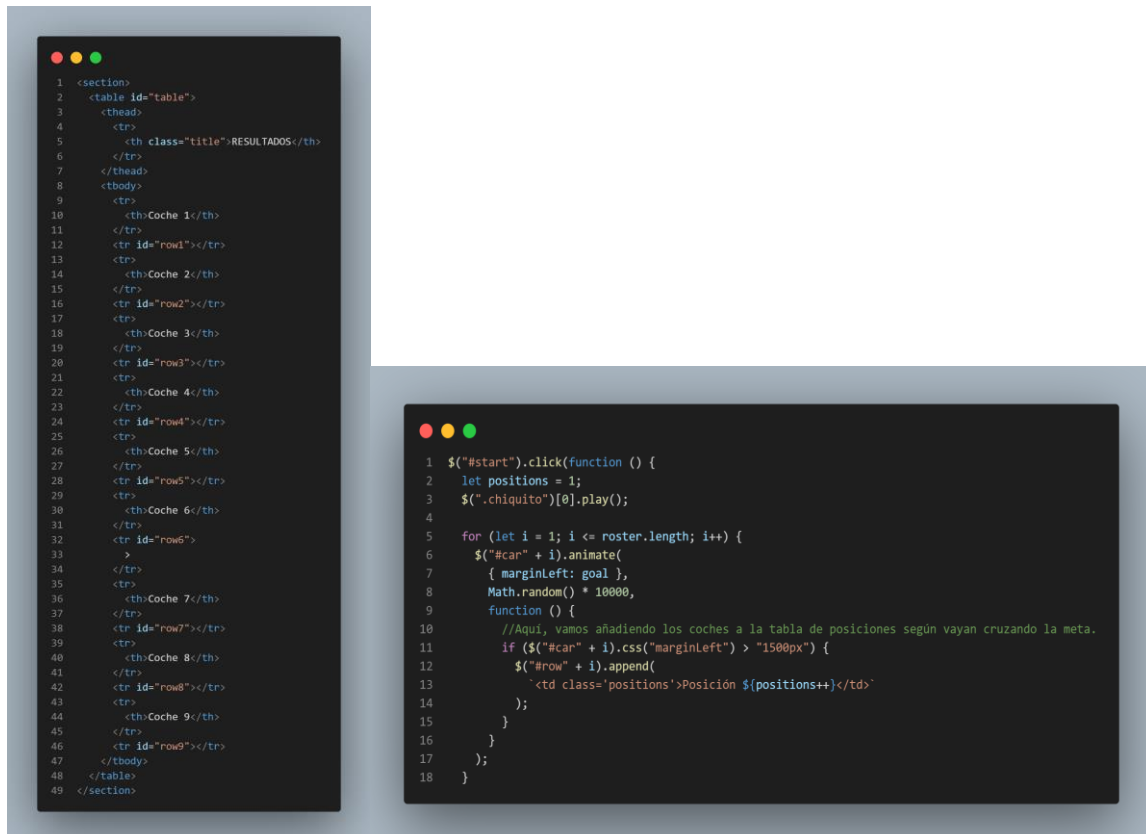 1 <section>
2 <table id="table">
3 <thead>
4 <tr>
5 <th class="title">RESULTADOS</th>
6 </tr>
7 </thead>
8 <tbody>
9 <tr>
10 <th>Coche 1</th>
11 </tr>
12 <tr id="row1"></tr>
13 <tr>
14 <th>Coche 2</th>
15 </tr>
16 <tr id="row2"></tr>
17 <tr>
18 <th>Coche 3</th>
19 </tr>
20 <tr id="row3"></tr>
21 <tr>
22 <th>Coche 4</th>
23 </tr>
24 <tr id="row4"></tr>
25 <tr>
26 <th>Coche 5</th>
27 </tr>
28 <tr id="row5"></tr>
29 <tr>
30 <th>Coche 6</th>
31 </tr>
32 <tr id="row6">
33 >
34 </tr>
35 <tr>
36 <th>Coche 7</th>
37 </tr>
38 <tr id="row7"></tr>
39 <tr>
40 <th>Coche 8</th>
41 </tr>
42 <tr id="row8"></tr>
43 <tr>
44 <th>Coche 9</th>
45 </tr>
46 <tr id="row9"></tr>
47 </tbody>
48 </table>
49 </section>
1 $("#start").click(function () {
2 let positions = 1;
3 $(".chiquito")[0].play();
4
5 for (let i = 1; i <= roster.length; i++) {
6 $("#car" + i).animate(
7 { marginLeft: goal },
8 Math.random() * 10000,
9 function () {
10 //Aquí, vamos añadiendo los coches a la tabla de posiciones según vayan cruzando la meta.
11 if ($("#car" + i).css("marginLeft") > "1500px") {
12 $("#row" + i).append(
13 `<td class='positions'>Posición ${positions++}</td>`
14 );
15 }
16 }
17 );
18 }